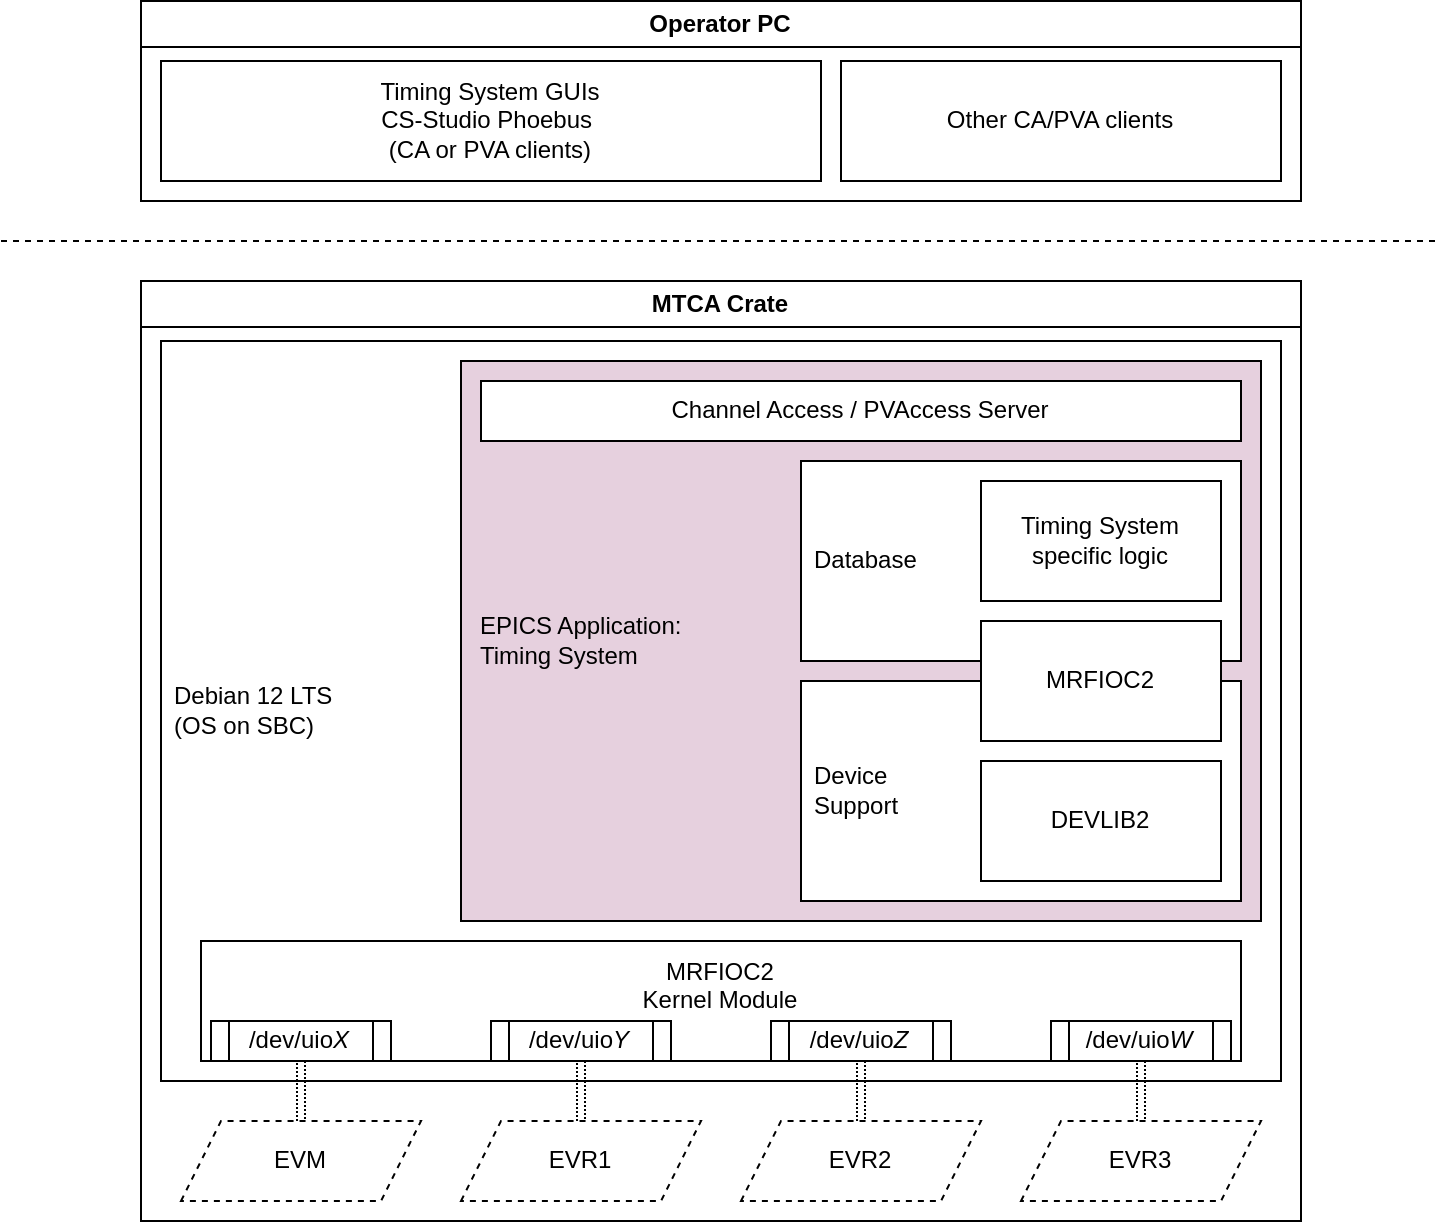 Operator PC
Timing System GUIs
CS-Studio Phoebus
(CA or PVA clients)
Other CA/PVA clients
MTCA Crate
Channel Access / PVAccess Server
Database
Timing System
specific logic
EPICS Application:
Timing System
MRFIOC2
Debian 12 LTS
(OS on SBC)
Device
Support
DEVLIB2
MRFIOC2
Kernel Module
/dev/uioX
/dev/uioY
/dev/uioZ
/dev/uioW
EVM
EVR1
EVR2
EVR3